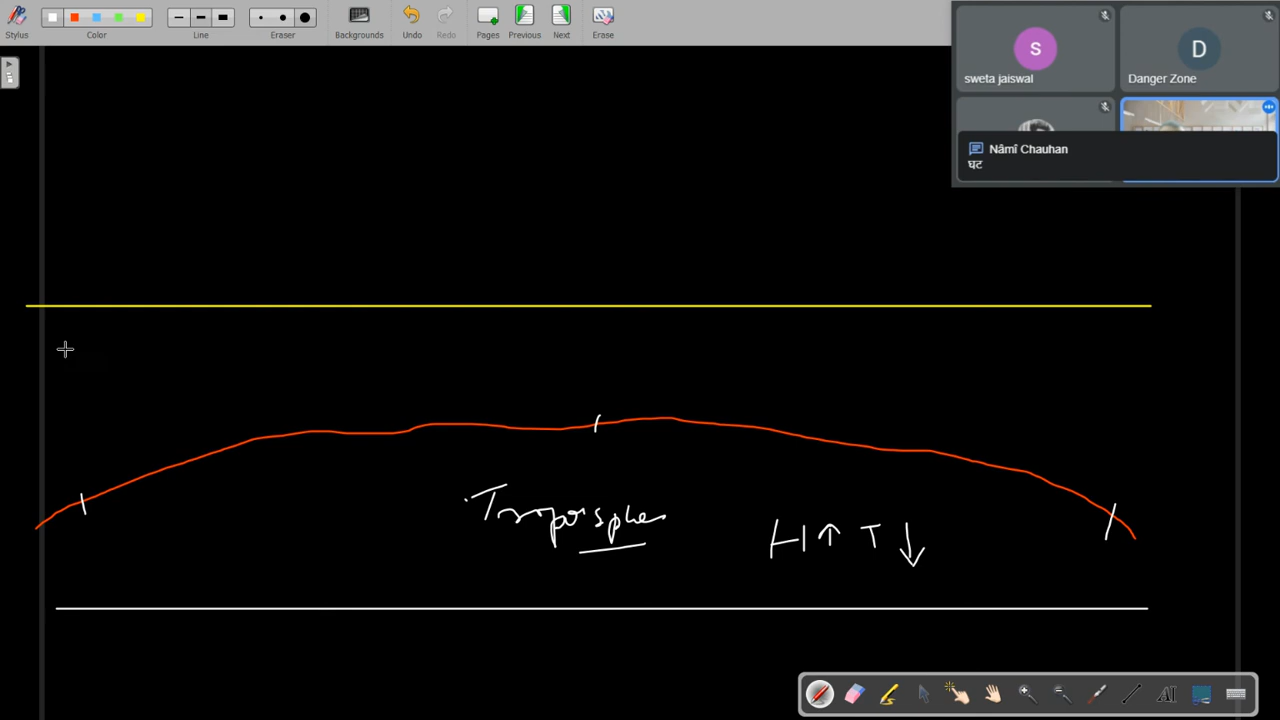 Stylus
Color
Line
Eraser
Backgrounds
Undo
Redo
Pages
Previous
Next
Erase
S
sweta jaiswal
D
Danger Zone
Nâmî Chauhan
घट
Troposphere
H↑ T↓
AI